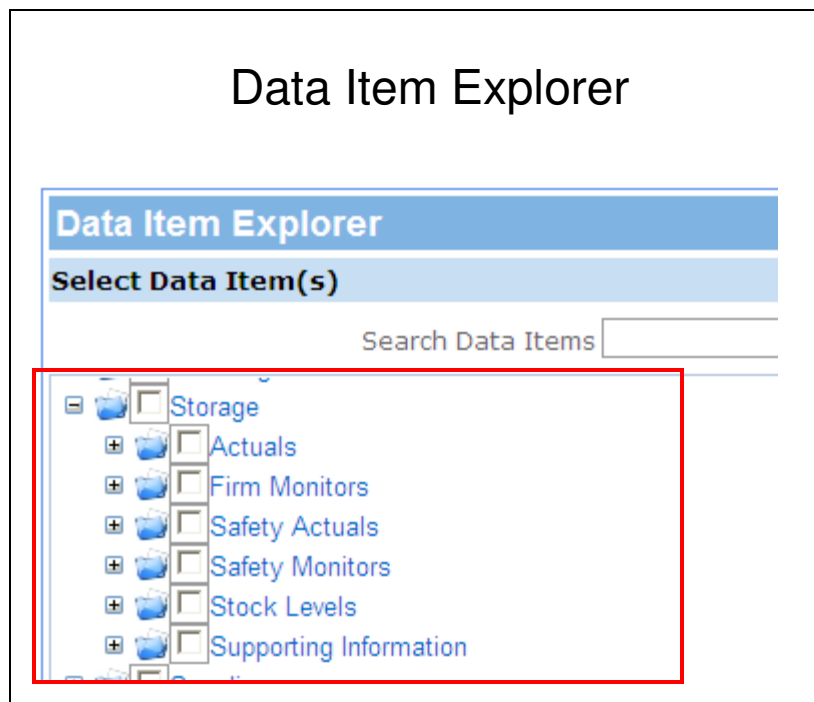 Data Item Explorer
Data Item Explorer
Select Data Item(s)
Search Data Items
Storage
Actuals
Firm Monitors
Safety Actuals
Safety Monitors
Stock Levels
Supporting Information